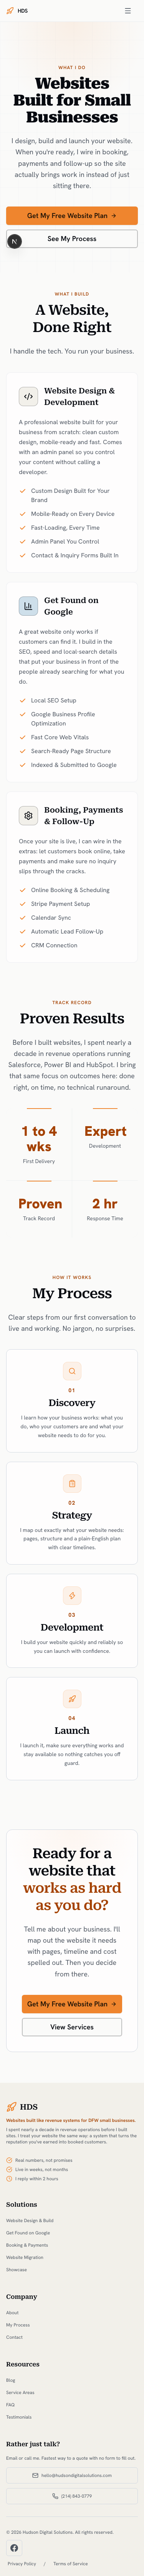 HDS
WHAT I DO
Websites
Built for Small
Businesses
I design, build and launch your website.
When you're ready, I wire in booking,
payments and follow-up so the site
actually brings work in instead of just
sitting there.
Get My Free Website Plan →
See My Process
N
WHAT I BUILD
A Website,
Done Right
I handle the tech. You run your business.
Website Design &
Development
A professional website built for your
business from scratch: clean custom
design, mobile-ready and fast. Comes
with an admin panel so you control
your content without calling a
developer.
Custom Design Built for Your
Brand
Mobile-Ready on Every Device
Fast-Loading, Every Time
Admin Panel You Control
Contact & Inquiry Forms Built In
Get Found on
Google
A great website only works if
customers can find it. I build in the
SEO, speed and local-search details
that put your business in front of the
people already searching for what you
do.
Local SEO Setup
Google Business Profile
Optimization
Fast Core Web Vitals
Search-Ready Page Structure
Indexed & Submitted to Google
Booking, Payments
& Follow-Up
Once your site is live, I can wire in the
extras: let customers book online, take
payments and make sure no inquiry
slips through the cracks.
Online Booking & Scheduling
Stripe Payment Setup
Calendar Sync
Automatic Lead Follow-Up
CRM Connection
TRACK RECORD
Proven Results
Before I built websites, I spent nearly a
decade in revenue operations running
Salesforce, Power BI and HubSpot. I bring
that same focus on outcomes here: done
right, on time, no technical runaround.
1 to 4
wks
First Delivery
Expert
Development
Proven
Track Record
2 hr
Response Time
HOW IT WORKS
My Process
Clear steps from our first conversation to
live and working. No jargon, no surprises.
01
Discovery
I learn how your business works: what you
do, who your customers are and what your
website needs to do for you.
02
Strategy
I map out exactly what your website needs:
pages, structure and a plain-English plan
with clear timelines.
03
Development
I build your website quickly and reliably so
you can launch with confidence.
04
Launch
I launch it, make sure everything works and
stay available so nothing catches you off
guard.
Ready for a
website that
works as hard
as you do?
Tell me about your business. I'll
map out the website it needs
with pages, timeline and cost
spelled out. Then you decide
from there.
Get My Free Website Plan →
View Services
HDS
Websites built like revenue systems for DFW small businesses.
I spent nearly a decade in revenue operations before I built
sites. I treat your website the same way: a system that turns the
reputation you've earned into booked customers.
Real numbers, not promises
Live in weeks, not months
I reply within 2 hours
Solutions
Website Design & Build
Get Found on Google
Booking & Payments
Website Migration
Showcase
Company
About
My Process
Contact
Resources
Blog
Service Areas
FAQ
Testimonials
Rather just talk?
Email or call me. Fastest way to a quote with no form to fill out.
hello@hudsondigitalsolutions.com
(214) 843-0779
© 2026 Hudson Digital Solutions. All rights reserved.
Privacy Policy / Terms of Service